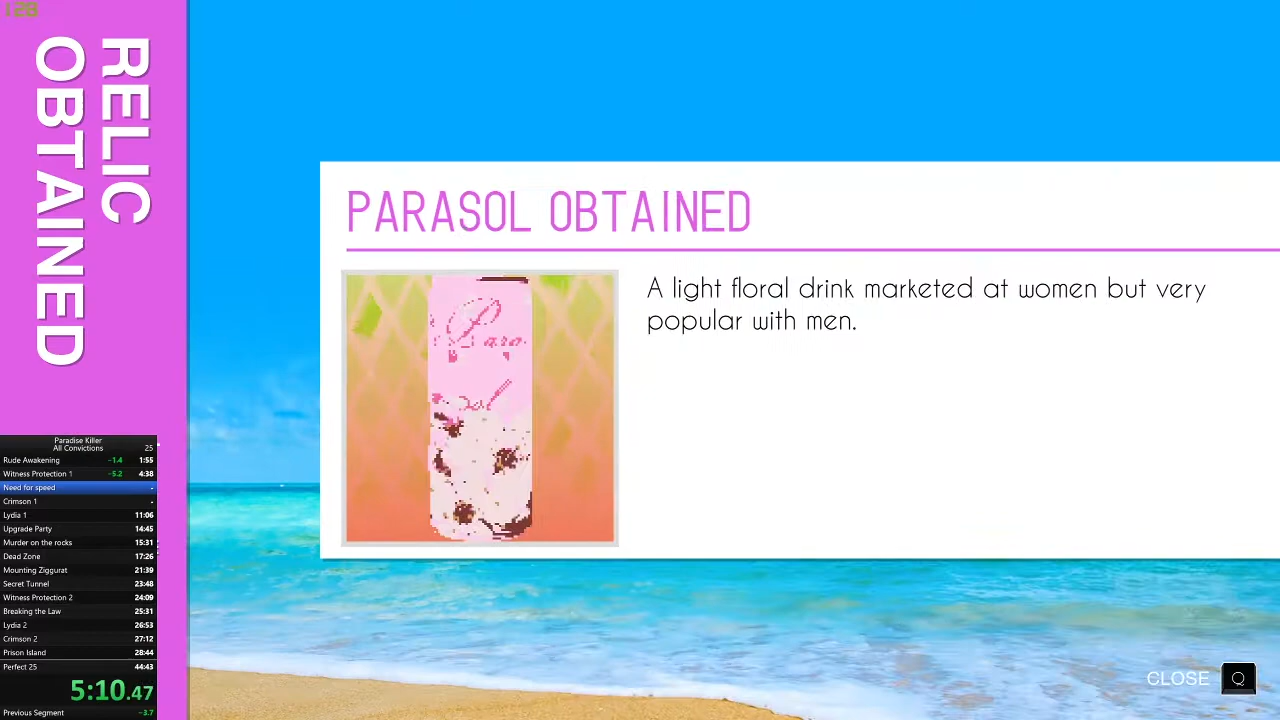 128
RELIC
OBTAINED
PARASOL OBTAINED
A light floral drink marketed at women but very
popular with men.
Paradise Killer
All Convictions 25
Rude Awakening -1.4 1:55
Witness Protection 1 -5.2 4:38
Need for speed -
Crimson 1 -
Lydia 1 11:06
Upgrade Party 14:45
Murder on the rocks 15:31
Dead Zone 17:26
Mounting Ziggurat 21:39
Secret Tunnel 23:48
Witness Protection 2 24:09
Breaking the Law 25:31
Lydia 2 26:53
Crimson 2 27:12
Prison Island 28:44
Perfect 25 44:43
5:10.47
Previous Segment -3.7
CLOSE Q